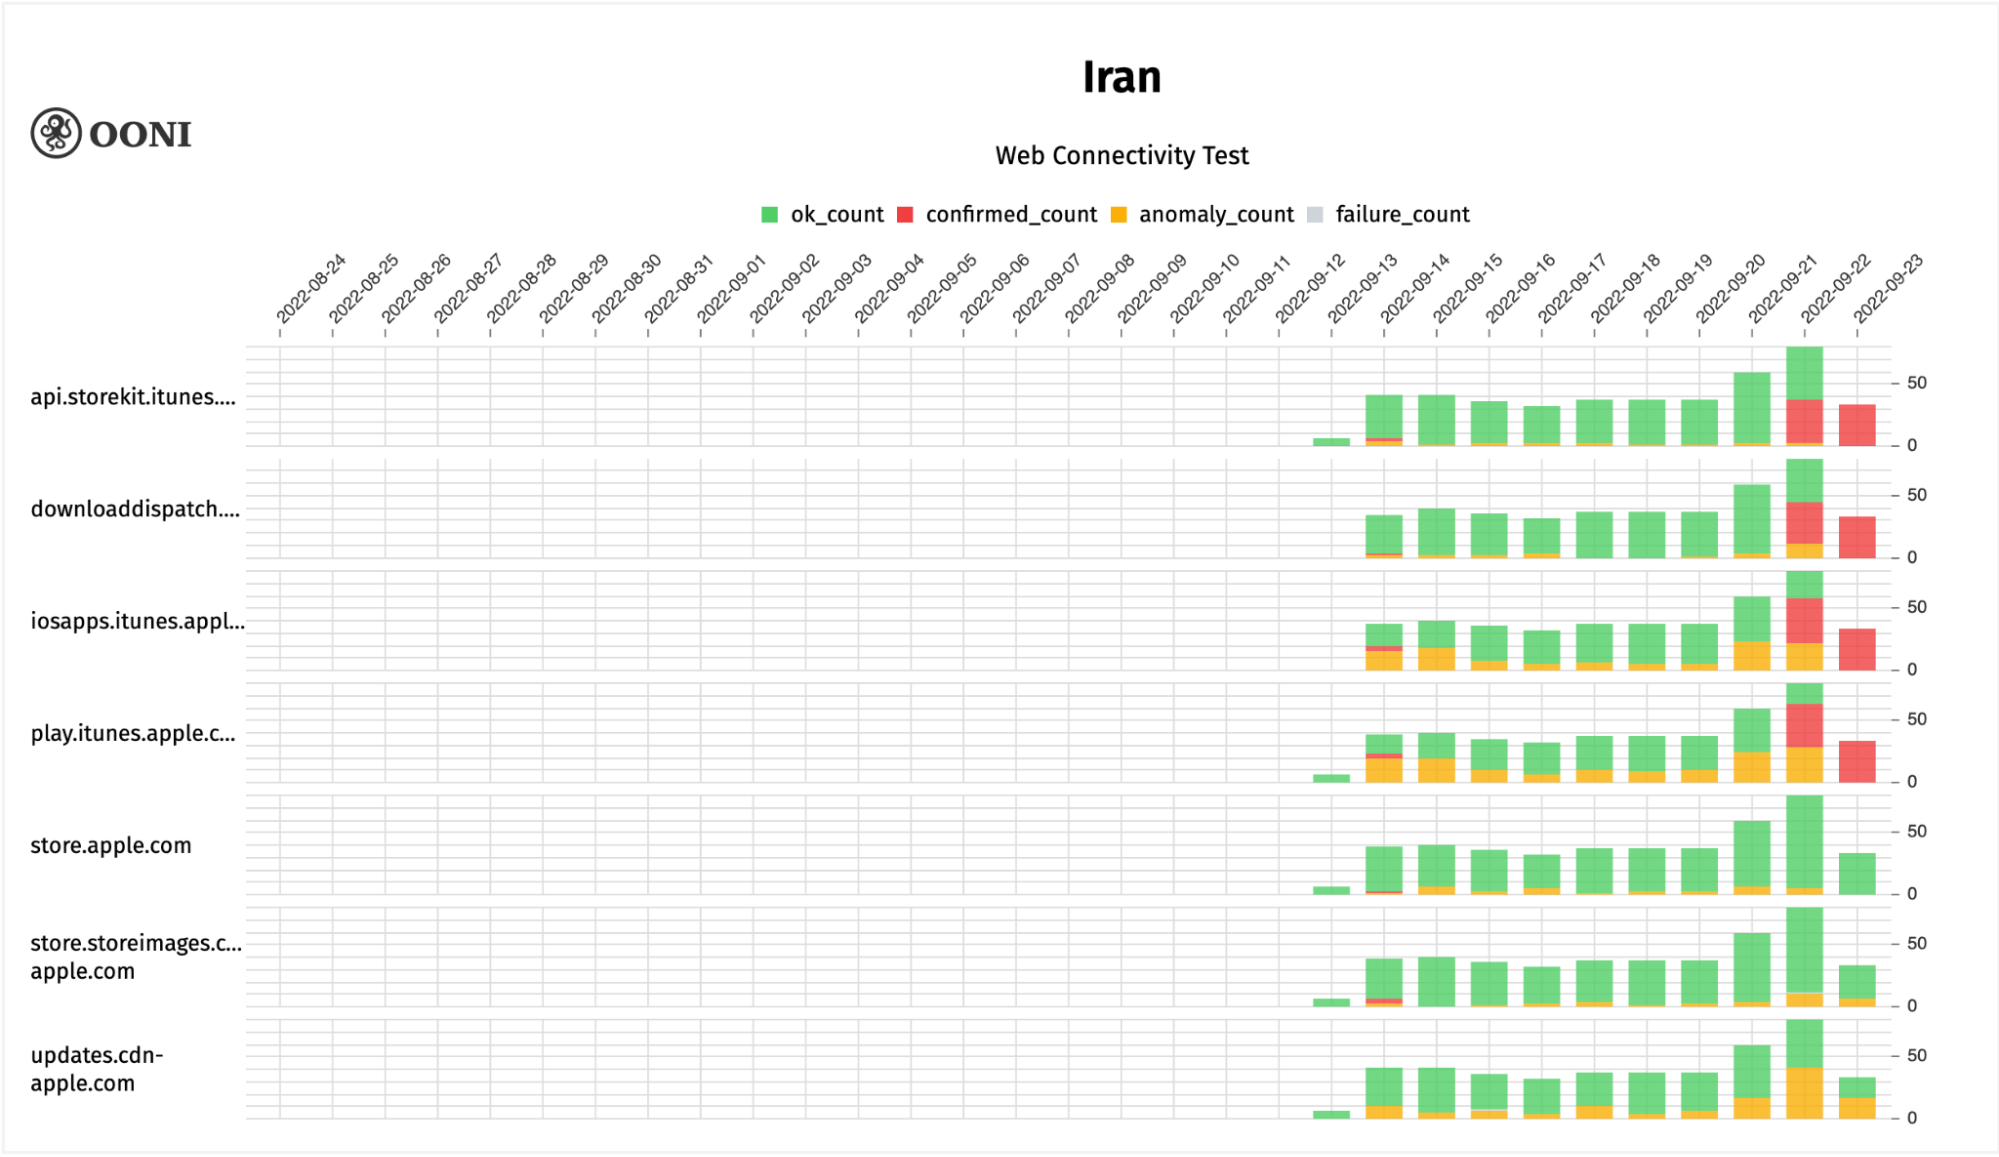 Iran
OONI
Web Connectivity Test
ok_count confirmed_count anomaly_count failure_count
2022-08-24 2022-08-25 2022-08-26 2022-08-27 2022-08-28 2022-08-29 2022-08-30 2022-08-31 2022-09-01 2022-09-02 2022-09-03 2022-09-04 2022-09-05 2022-09-06 2022-09-07 2022-09-08 2022-09-09 2022-09-10 2022-09-11 2022-09-12 2022-09-13 2022-09-14 2022-09-15 2022-09-16 2022-09-17 2022-09-18 2022-09-19 2022-09-20 2022-09-21 2022-09-22 2022-09-23
50
api.storekit.itunes....
0
50
downloaddispatch....
0
50
iosapps.itunes.appl...
0
50
play.itunes.apple.c...
0
50
store.apple.com
0
50
store.storeimages.c...
apple.com
0
50
updates.cdn-
apple.com
0